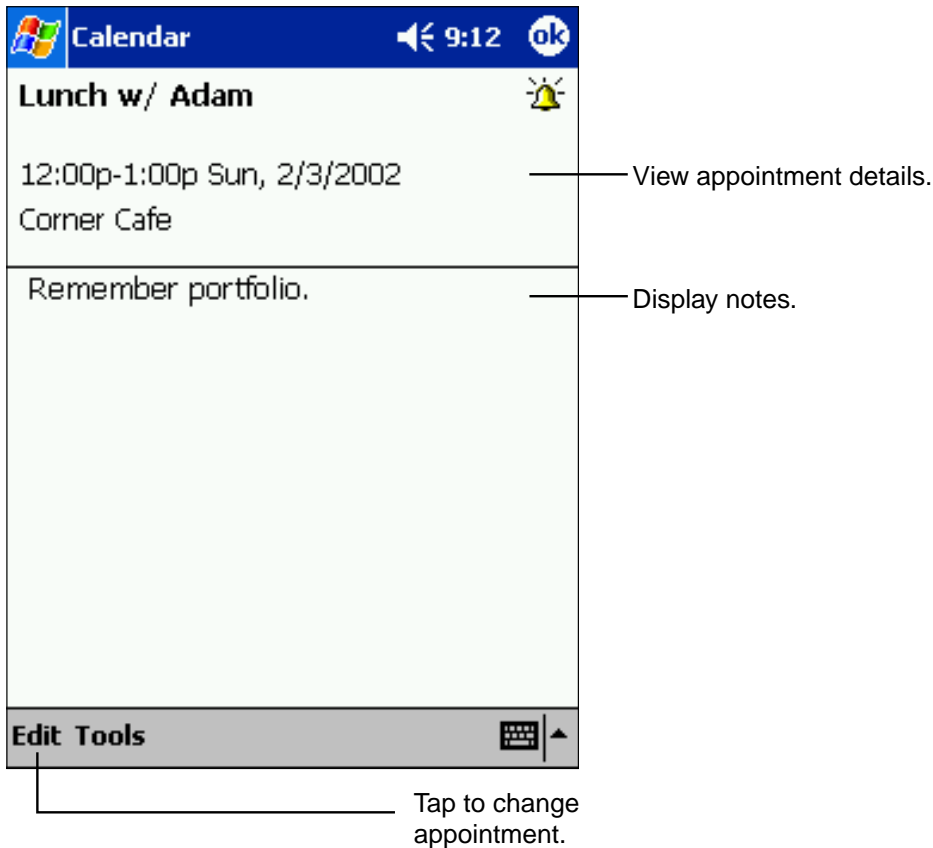 Calendar 9:12 ok
Lunch w/ Adam
12:00p-1:00p Sun, 2/3/2002
View appointment details.
Corner Cafe
Remember portfolio.
Display notes.
Edit Tools
Tap to change
appointment.